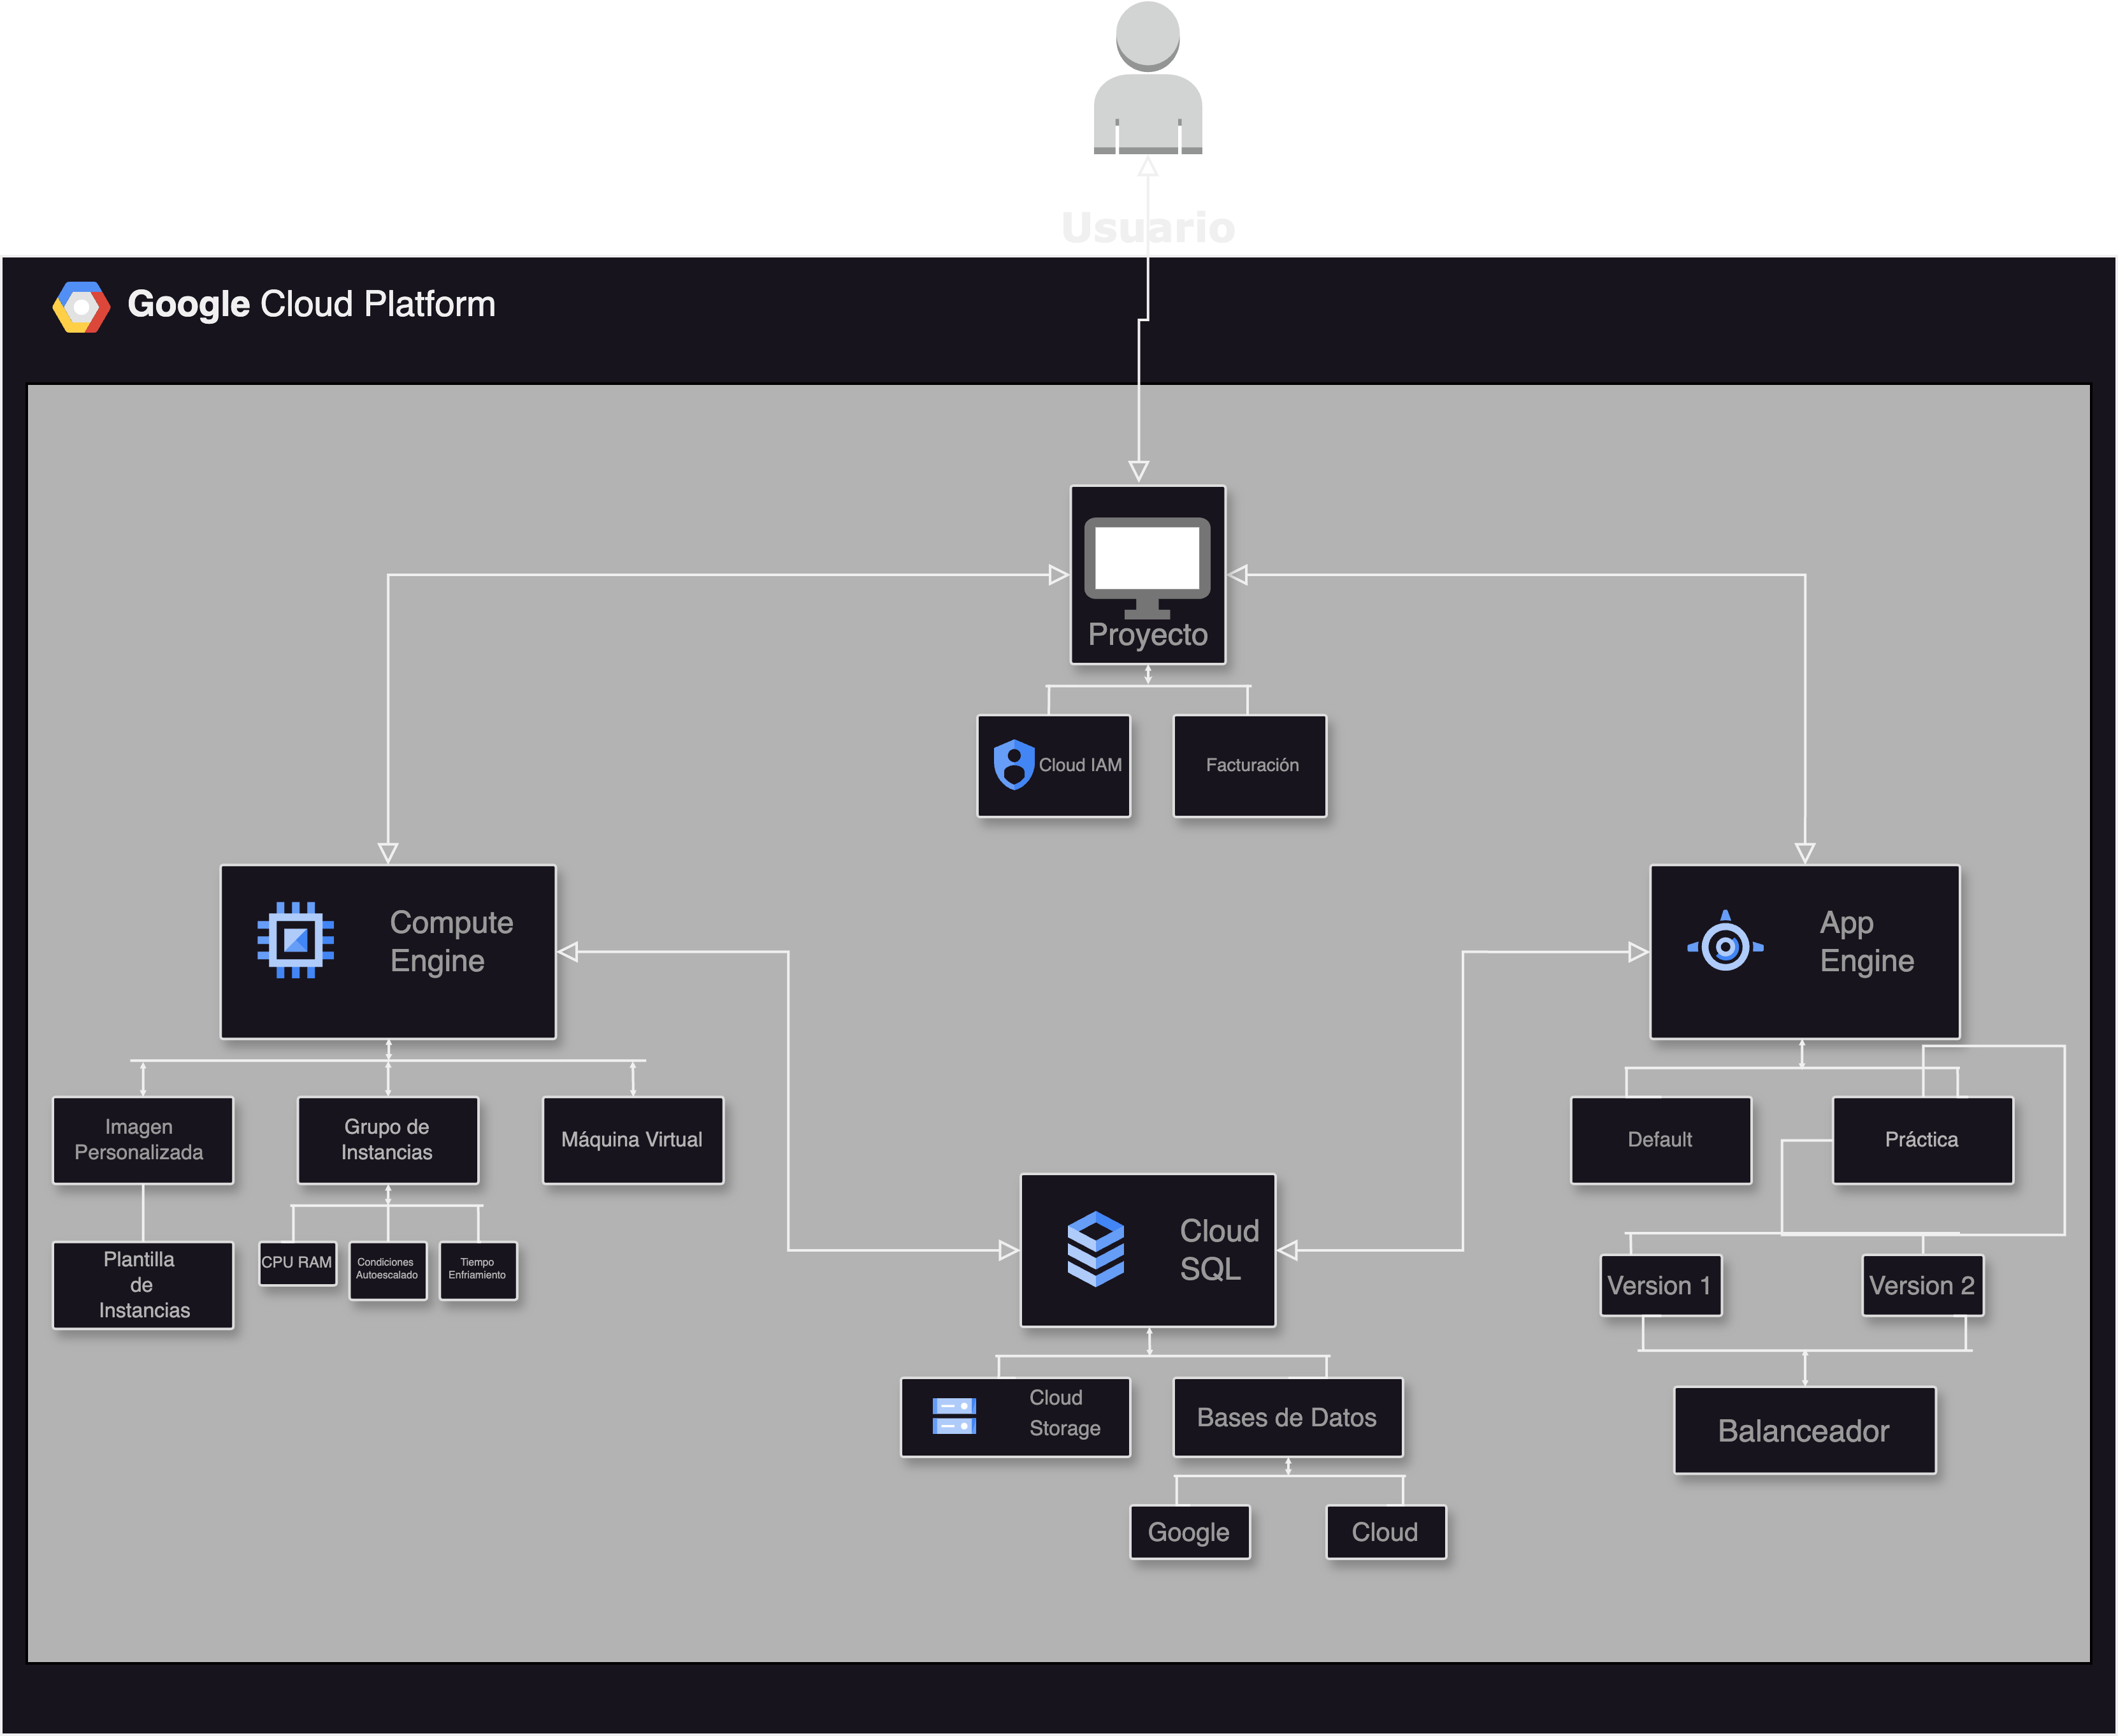 Usuario
Google Cloud Platform
Proyecto
Cloud IAM
Facturación
Compute
Engine
App
Engine
Imagen
Personalizada
Grupo de
Instancias
Máquina Virtual
Default
Práctica
Plantilla
de
Instancias
CPU RAM
Condiciones
Autoescalado
Tiempo
Enfriamiento
Cloud
SQL
Version 1
Version 2
Cloud
Storage
Bases de Datos
Balanceador
Google
Cloud